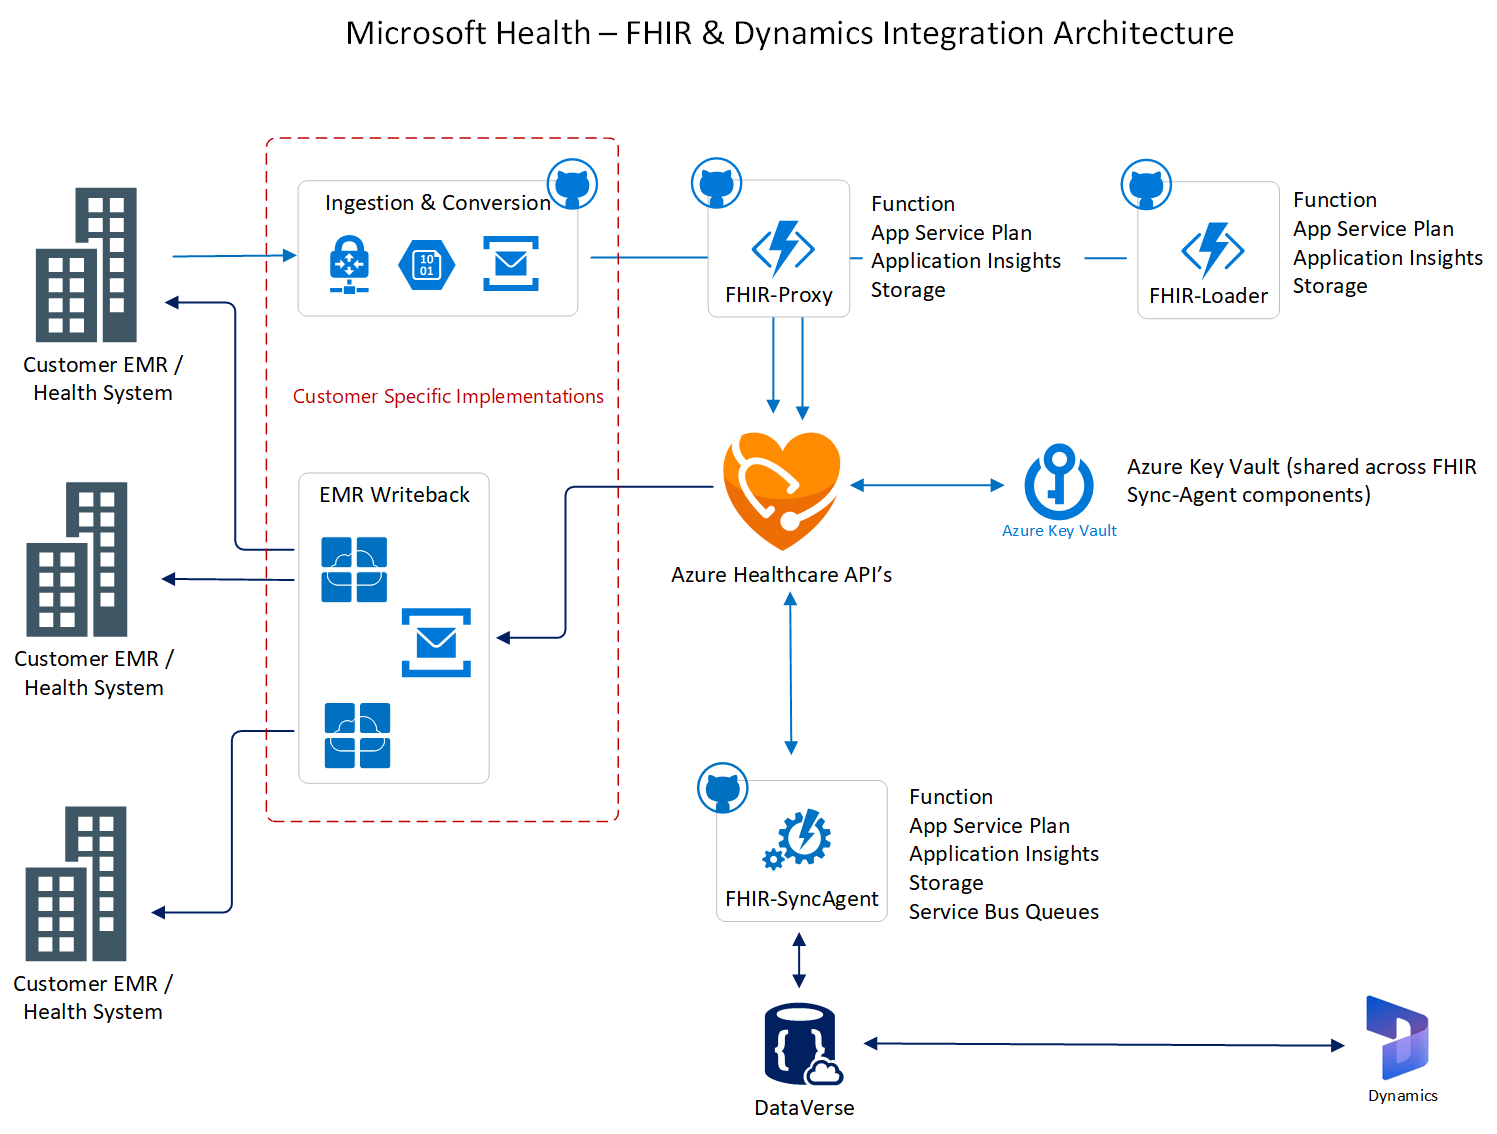 Microsoft Health – FHIR & Dynamics Integration Architecture
Ingestion & Conversion
10
01
FHIR-Proxy
Function
App Service Plan
Application Insights
Storage
FHIR-Loader
Function
App Service Plan
Application Insights
Storage
Customer EMR /
Health System
Customer Specific Implementations
EMR Writeback
Azure Healthcare API’s
Azure Key Vault
Azure Key Vault (shared across FHIR
Sync-Agent components)
Customer EMR /
Health System
FHIR-SyncAgent
Function
App Service Plan
Application Insights
Storage
Service Bus Queues
Customer EMR /
Health System
{ }
DataVerse
Dynamics